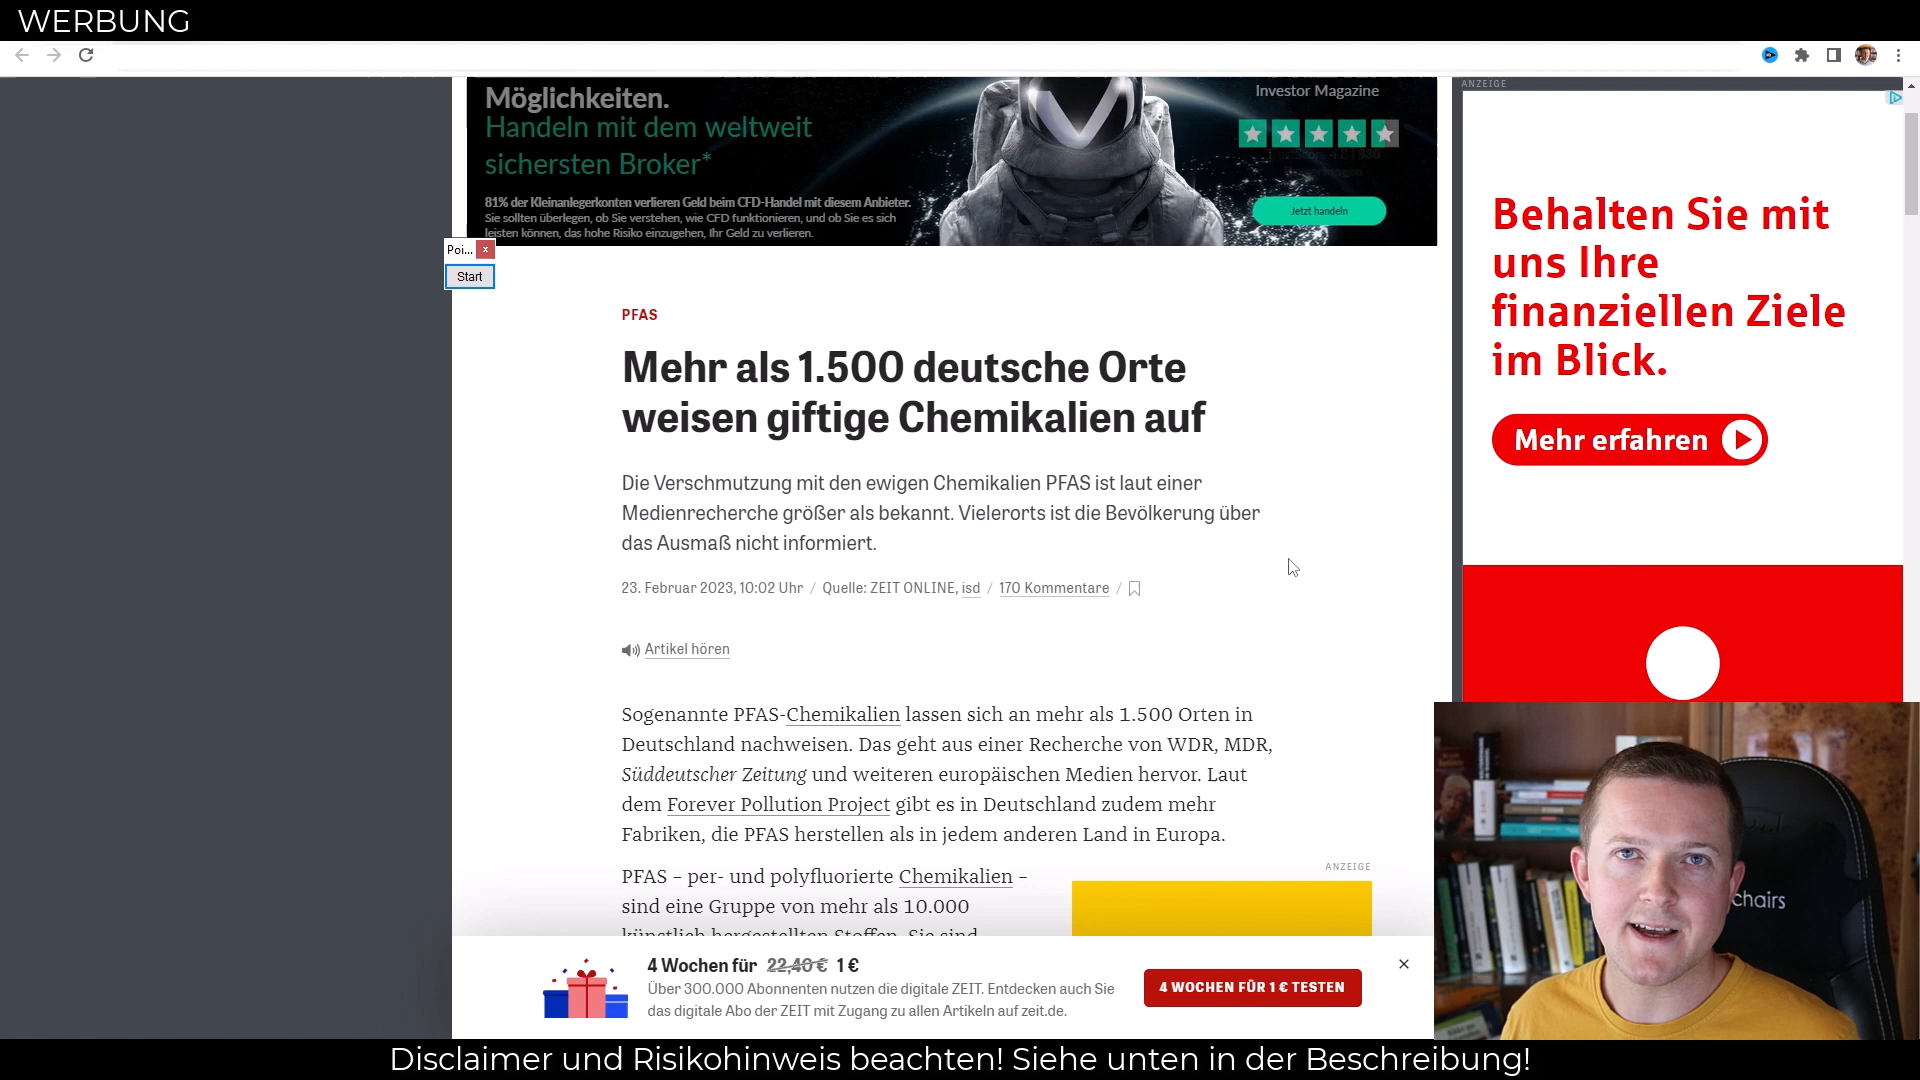 WERBUNG
Möglichkeiten.
Handeln mit dem weltweit
sichersten Broker*
81% der Kleinanlegerkonten verlieren Geld beim CFD-Handel mit diesem Anbieter.
Sie sollten überlegen, ob Sie verstehen, wie CFD funktionieren, und ob Sie es sich
leisten können, das hohe Risiko einzugehen, Ihr Geld zu verlieren.
Investor Magazine
Jetzt handeln
ANZEIGE
Behalten Sie mit
uns Ihre
finanziellen Ziele
im Blick.
Mehr erfahren
Poi...
Start
PFAS
Mehr als 1.500 deutsche Orte
weisen giftige Chemikalien auf
Die Verschmutzung mit den ewigen Chemikalien PFAS ist laut einer
Medienrecherche größer als bekannt. Vielerorts ist die Bevölkerung über
das Ausmaß nicht informiert.
23. Februar 2023, 10:02 Uhr / Quelle: ZEIT ONLINE, isd / 170 Kommentare /
Artikel hören
Sogenannte PFAS-Chemikalien lassen sich an mehr als 1.500 Orten in
Deutschland nachweisen. Das geht aus einer Recherche von WDR, MDR,
Süddeutscher Zeitung und weiteren europäischen Medien hervor. Laut
dem Forever Pollution Project gibt es in Deutschland zudem mehr
Fabriken, die PFAS herstellen als in jedem anderen Land in Europa.
PFAS – per- und polyfluorierte Chemikalien –
sind eine Gruppe von mehr als 10.000
künstlich hergestellten Stoffen. Sie sind
ANZEIGE
4 Wochen für 22,40 € 1 €
Über 300.000 Abonnenten nutzen die digitale ZEIT. Entdecken auch Sie
das digitale Abo der ZEIT mit Zugang zu allen Artikeln auf zeit.de.
4 WOCHEN FÜR 1 € TESTEN
chairs
Disclaimer und Risikohinweis beachten! Siehe unten in der Beschreibung!